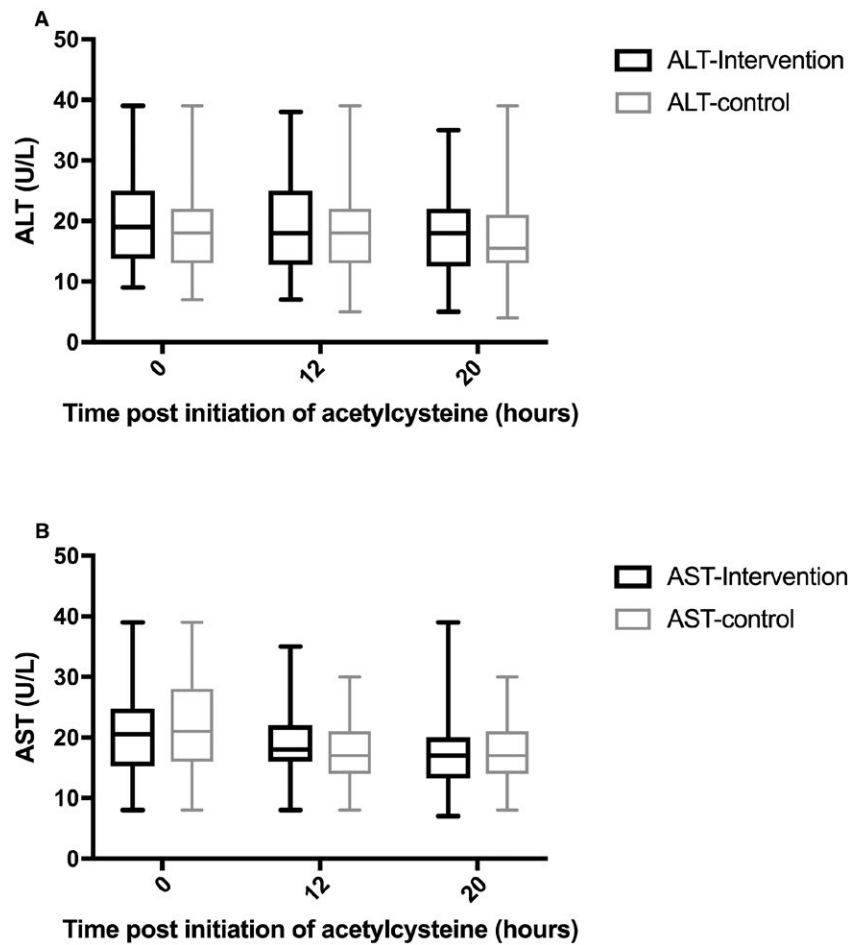 A
50
40
30
20
10
0
ALT (U/L)
0
12
20
Time post initiation of acetylcysteine (hours)
ALT-Intervention
ALT-control
B
50
40
30
20
10
0
AST (U/L)
0
12
20
Time post initiation of acetylcysteine (hours)
AST-Intervention
AST-control